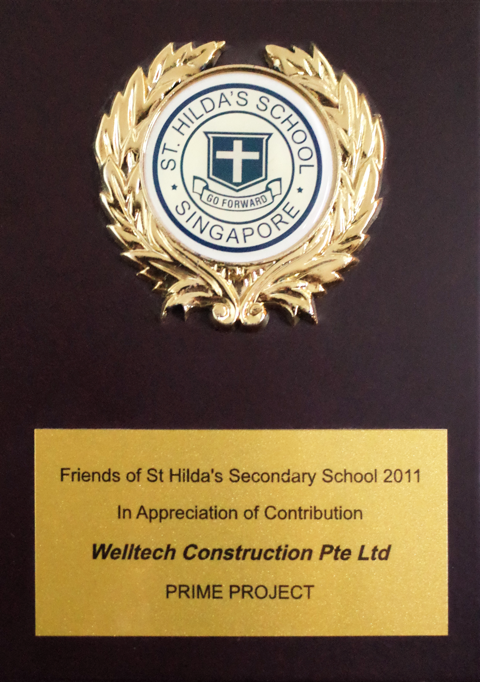 ST. HILDA'S SCHOOL
GO FORWARD
SINGAPORE
Friends of St Hilda's Secondary School 2011
In Appreciation of Contribution
Welltech Construction Pte Ltd
PRIME PROJECT